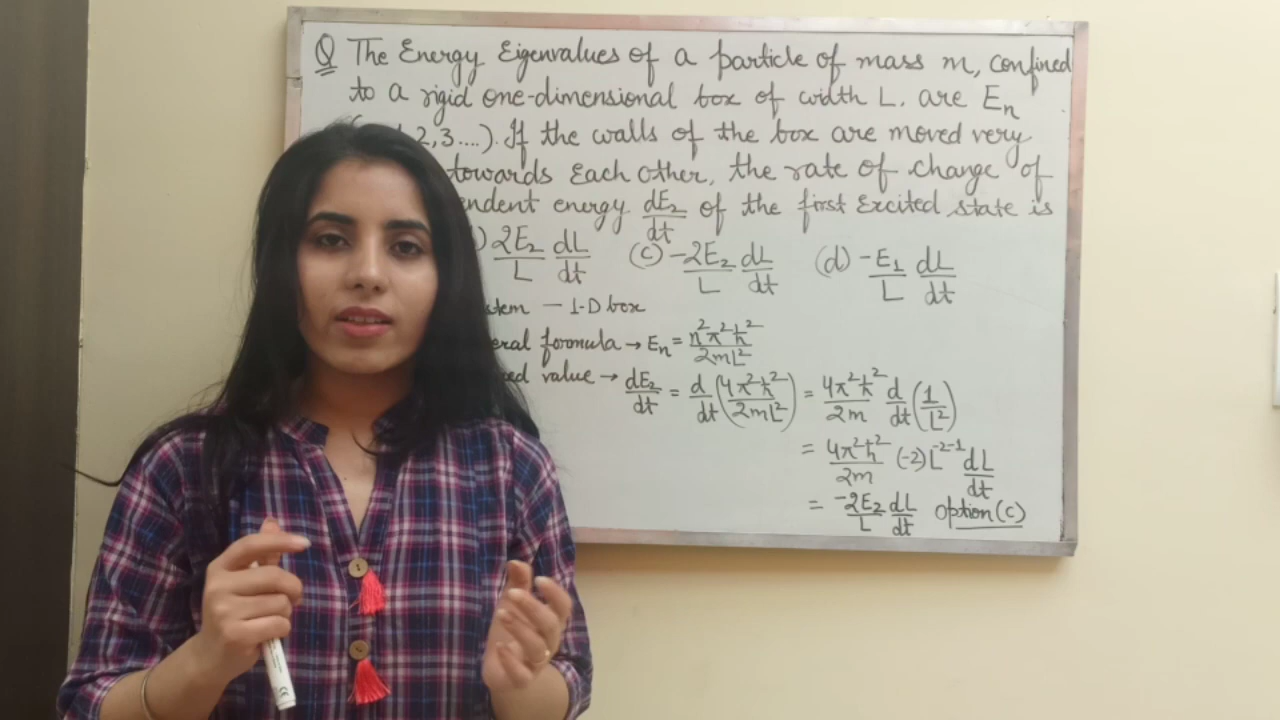 Q The Energy Eigenvalues of a particle of mass m, confined
to a rigid one-dimensional box of width L. are Eₙ
2,3....). If the walls of the box are moved very
towards Each other, the rate of change of
endent energy dE₂/dt of the first Excited state is
) 2E₂/L dL/dt (c) -2E₂/L dL/dt (d) -E₁/L dL/dt
stem — 1-D box
eral formula → Eₙ = n²π²ħ²/2mL²
ed value → dE₂/dt = d/dt (4π²ħ²/2mL²) = 4π²ħ²/2m d/dt (1/L²)
= 4π²ħ²/2m (-2) L⁻²⁻¹ dL/dt
= -2E₂/L dL/dt option (c)